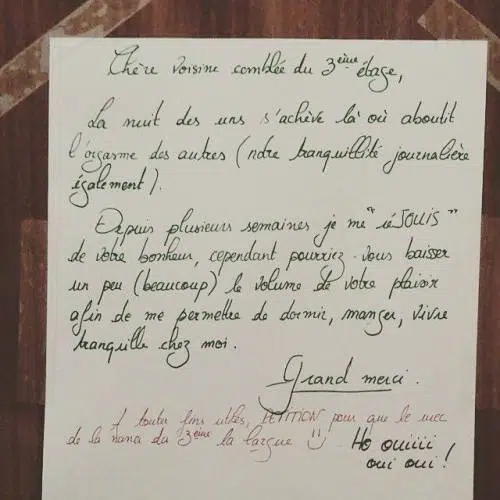 Chère voisine comblée du 3ème étage,
La nuit des uns s'achève là où aboutit
l'orgasme des autres (notre tranquillité journalière
également).
Depuis plusieurs semaines je me "réJOUIS"
de votre bonheur, cependant pourriez-vous baisser
un peu (beaucoup) le volume de votre plaisir
afin de me permettre de dormir, manger, vivre
tranquille chez moi.
Grand merci.
A toutes fins utiles, PETITION pour que le mec
de la nana du 3ème la largue
Ho ouiiii
oui oui !